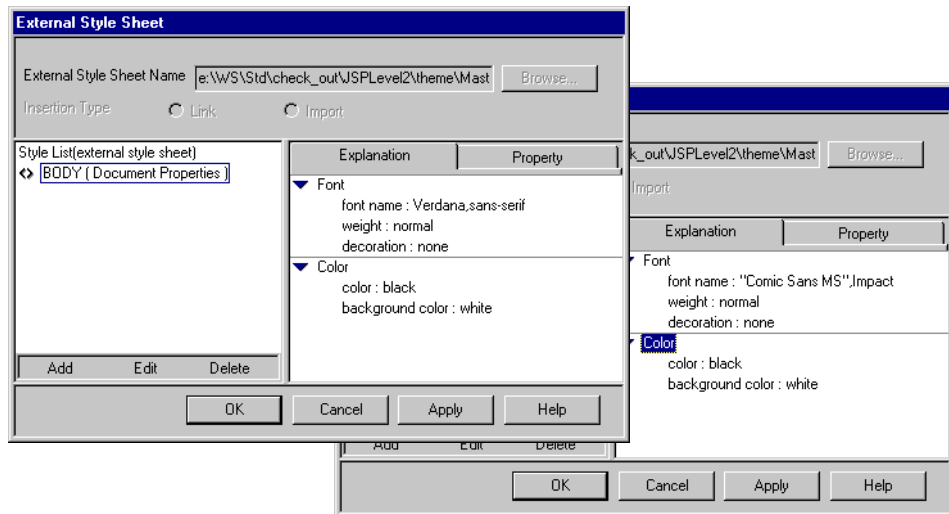 External Style Sheet
External Style Sheet Name e:\WS\Std\check_out\JSPLevel2\theme\Mast Browse...
Insertion Type Link Import
Style List(external style sheet)
<> BODY ( Document Properties )
Explanation Property
Font
font name : Verdana,sans-serif
weight : normal
decoration : none
Color
color : black
background color : white
Add Edit Delete
OK Cancel Apply Help
k_out\JSPLevel2\theme\Mast Browse...
Import
Explanation Property
Font
font name : "Comic Sans MS",Impact
weight : normal
decoration : none
Color
color : black
background color : white
Add Edit Delete
OK Cancel Apply Help